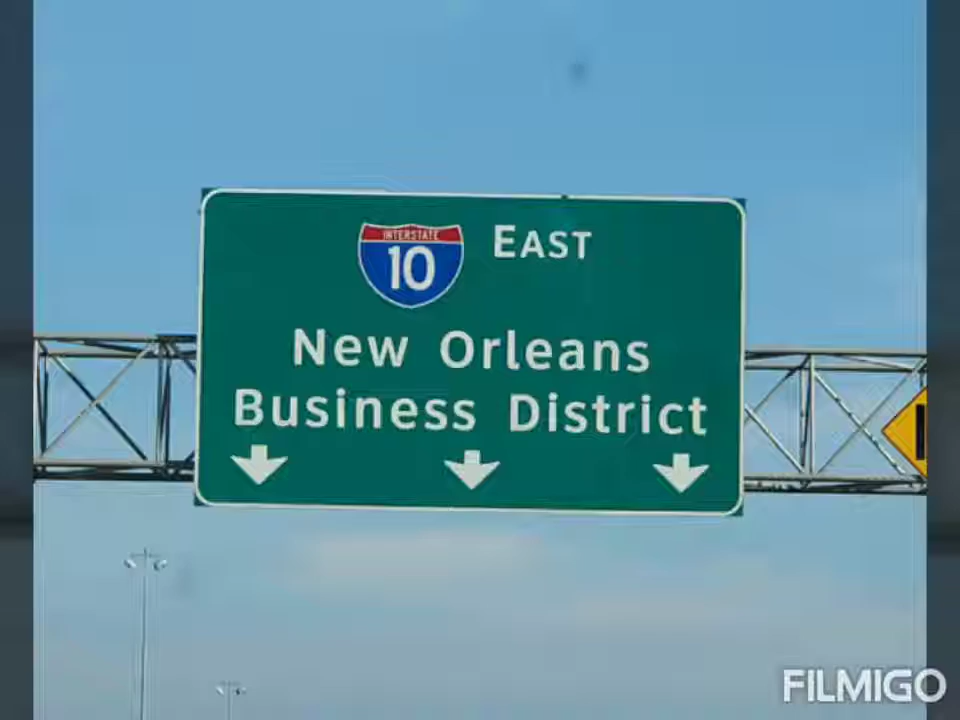 INTERSTATE
10
EAST
New Orleans
Business District
FILMIGO